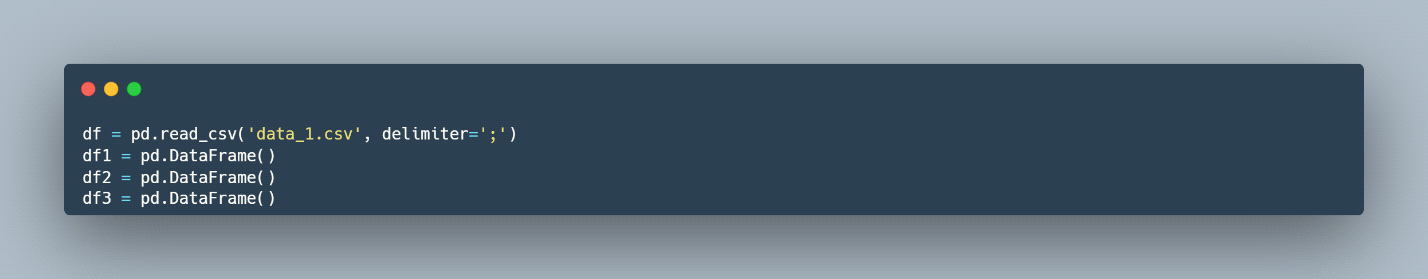 df = pd.read_csv('data_1.csv', delimiter=';')
df1 = pd.DataFrame()
df2 = pd.DataFrame()
df3 = pd.DataFrame()